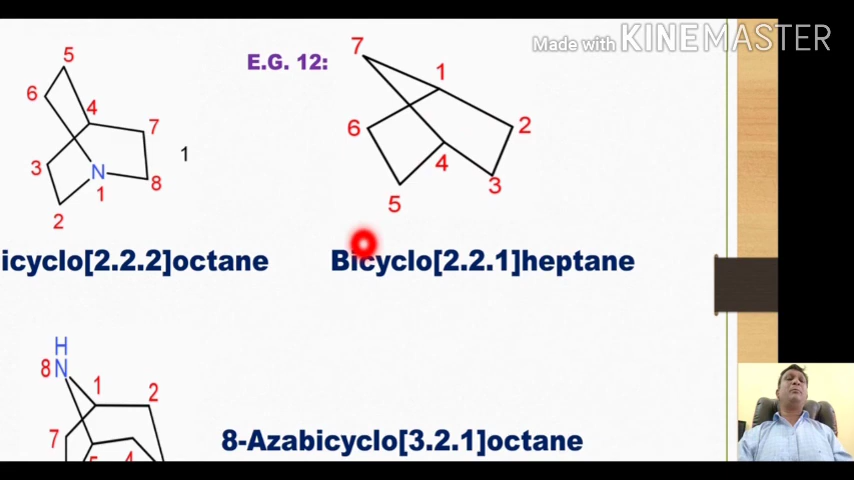 Made with KINEMASTER
E.G. 12:
5
6
4
7
3
N
1
8
2
1
7
1
6
2
4
3
5
icyclo[2.2.2]octane
Bicyclo[2.2.1]heptane
H
8 N
1
2
7
5
4
8-Azabicyclo[3.2.1]octane